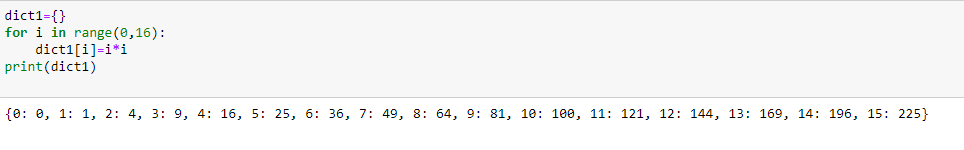 dict1={}
for i in range(0,16):
    dict1[i]=i*i
print(dict1)
{0: 0, 1: 1, 2: 4, 3: 9, 4: 16, 5: 25, 6: 36, 7: 49, 8: 64, 9: 81, 10: 100, 11: 121, 12: 144, 13: 169, 14: 196, 15: 225}